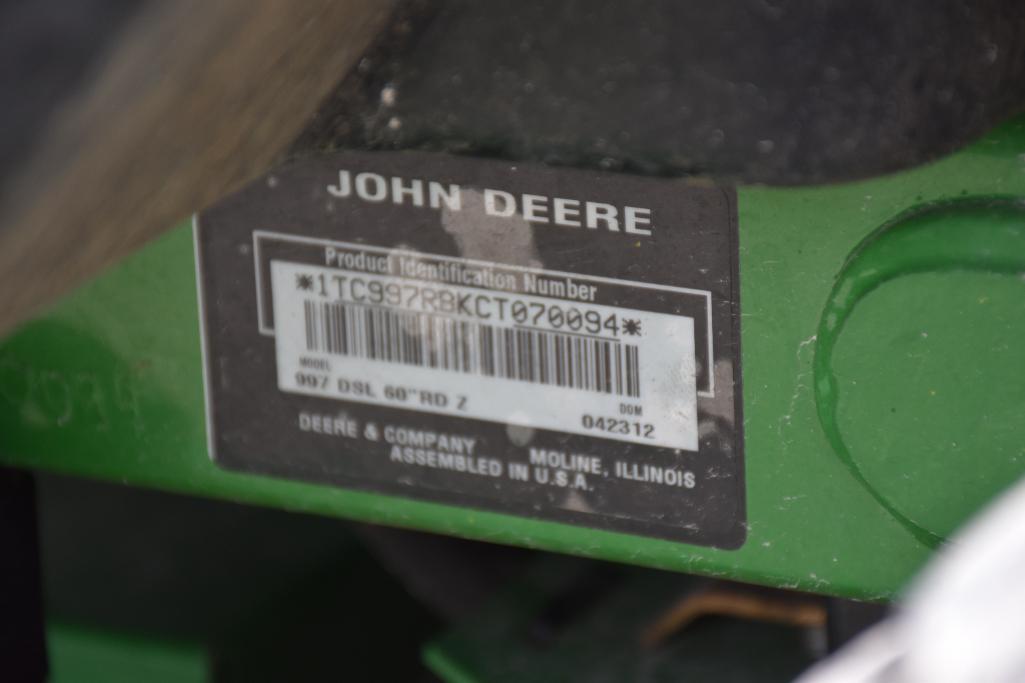 JOHN DEERE
Product Identification Number
*1TC997RBKCT070094*
MODEL
997 DSL 60"RD Z
DOM
042312
DEERE & COMPANY MOLINE, ILLINOIS
ASSEMBLED IN U.S.A.